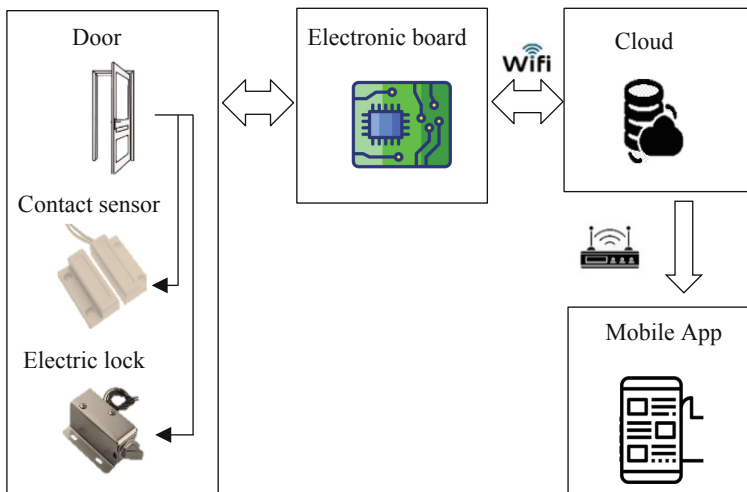 Door
Electronic board
Wifi
Cloud
Contact sensor
Electric lock
Mobile App